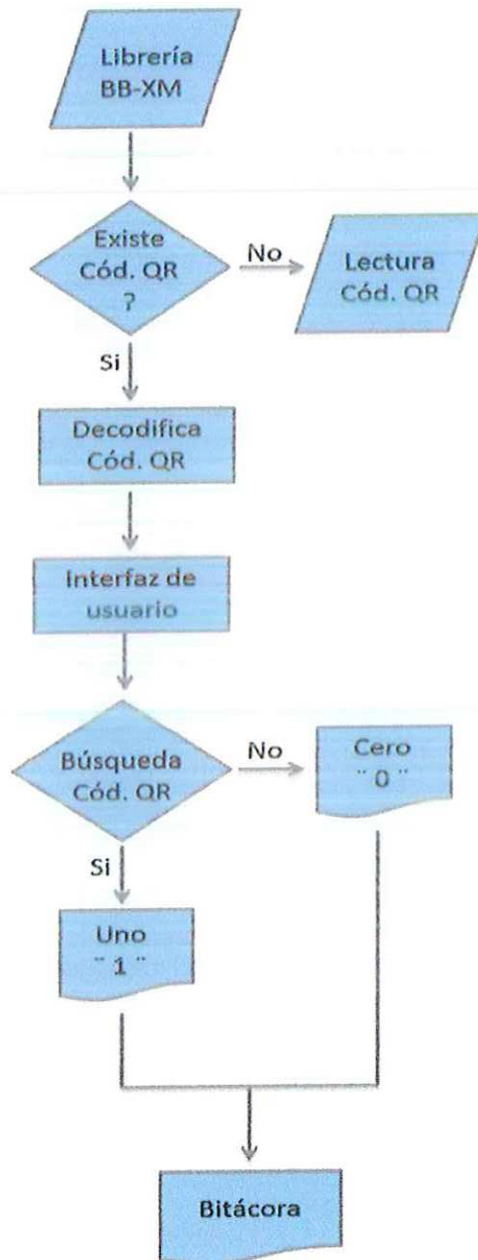 Librería
BB-XM
Existe
Cód. QR
?
No
Lectura
Cód. QR
Si
Decodifica
Cód. QR
Interfaz de
usuario
Búsqueda
Cód. QR
No
Cero
¨ 0 ¨
Si
Uno
¨ 1 ¨
Bitácora